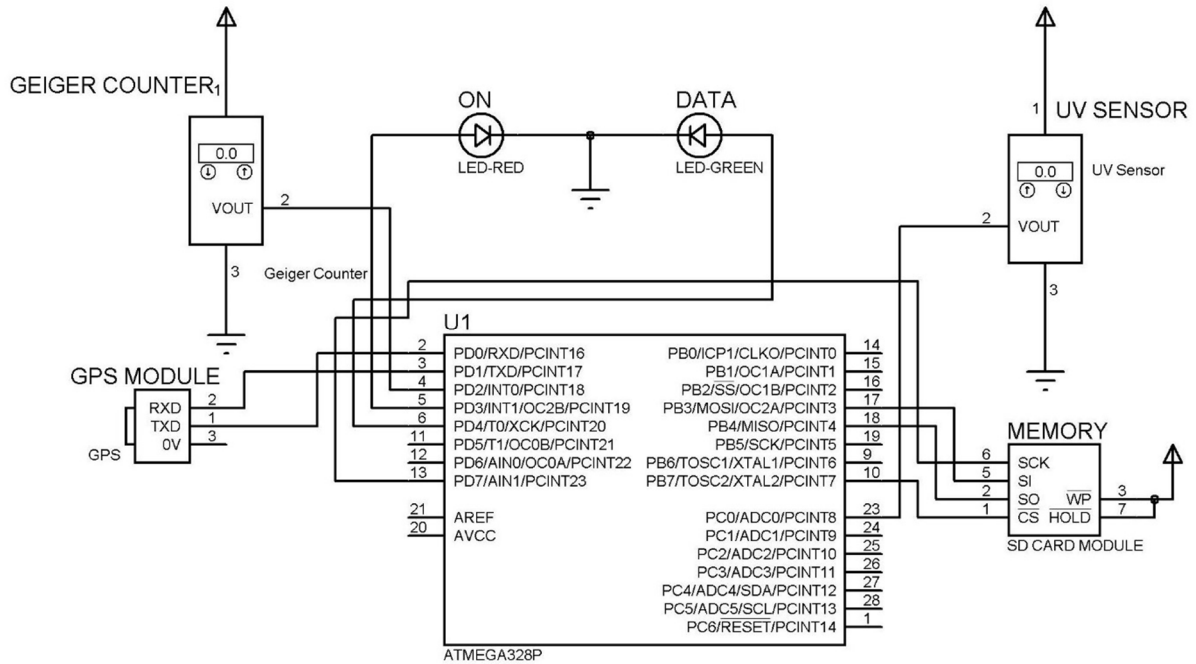 GEIGER COUNTER
1
0.0
VOUT
2
3
Geiger Counter
ON
LED-RED
DATA
LED-GREEN
1
UV SENSOR
0.0
UV Sensor
2
VOUT
3
GPS MODULE
RXD 2
TXD 1
0V 3
GPS
U1
2 PD0/RXD/PCINT16
3 PD1/TXD/PCINT17
4 PD2/INT0/PCINT18
5 PD3/INT1/OC2B/PCINT19
6 PD4/T0/XCK/PCINT20
11 PD5/T1/OC0B/PCINT21
12 PD6/AIN0/OC0A/PCINT22
13 PD7/AIN1/PCINT23
21 AREF
20 AVCC
PB0/ICP1/CLKO/PCINT0 14
PB1/OC1A/PCINT1 15
PB2/SS/OC1B/PCINT2 16
PB3/MOSI/OC2A/PCINT3 17
PB4/MISO/PCINT4 18
PB5/SCK/PCINT5 19
PB6/TOSC1/XTAL1/PCINT6 9
PB7/TOSC2/XTAL2/PCINT7 10
PC0/ADC0/PCINT8 23
PC1/ADC1/PCINT9 24
PC2/ADC2/PCINT10 25
PC3/ADC3/PCINT11 26
PC4/ADC4/SDA/PCINT12 27
PC5/ADC5/SCL/PCINT13 28
PC6/RESET/PCINT14 1
ATMEGA328P
MEMORY
6 SCK
5 SI
2 SO WP 3
1 CS HOLD 7
SD CARD MODULE